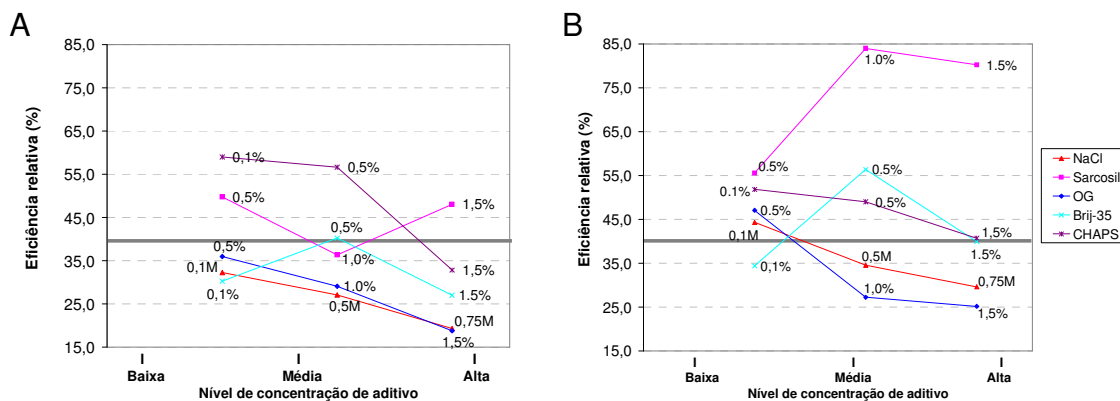 A
Eficiência relativa (%)
85,0
75,0
65,0
55,0
45,0
35,0
25,0
15,0
0,1%
0,5%
1,5%
0,5%
1,0%
1,5%
0,5%
1.0%
1,5%
0,1%
0,5%
1.5%
0,1M
0,5M
0,75M
Baixa
Média
Alta
Nível de concentração de aditivo
B
Eficiência relativa (%)
85,0
75,0
65,0
55,0
45,0
35,0
25,0
15,0
0.5%
1.0%
1.5%
0.1%
0.5%
1.5%
0.5%
1.0%
1,5%
0,1%
0.5%
1.5%
0,1M
0,5M
0,75M
Baixa
Média
Alta
Nível de concentração de aditivo
NaCl
Sarcosil
OG
Brij-35
CHAPS